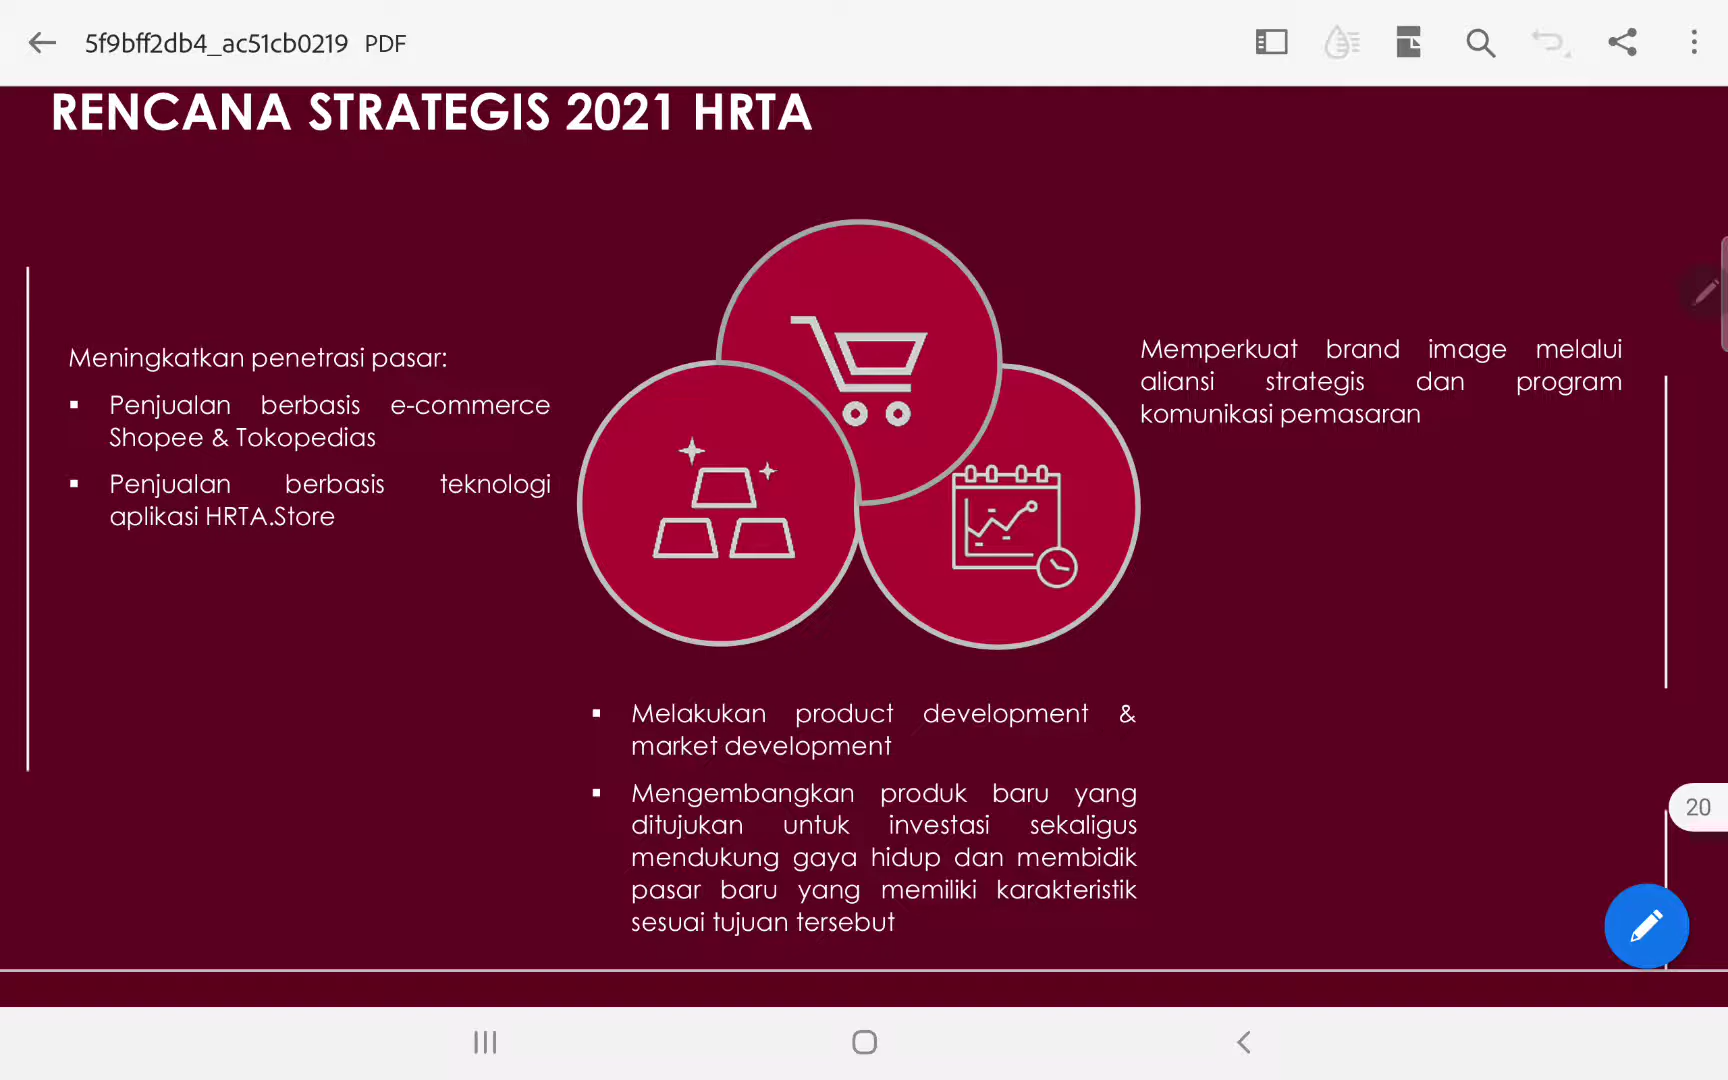 5f9bff2db4_ac51cb0219 PDF
RENCANA STRATEGIS 2021 HRTA
Meningkatkan penetrasi pasar:
▪ Penjualan berbasis e-commerce
Shopee & Tokopedias
▪ Penjualan berbasis teknologi
aplikasi HRTA.Store
Memperkuat brand image melalui
aliansi strategis dan program
komunikasi pemasaran
▪ Melakukan product development &
market development
▪ Mengembangkan produk baru yang
ditujukan untuk investasi sekaligus
mendukung gaya hidup dan membidik
pasar baru yang memiliki karakteristik
sesuai tujuan tersebut
20